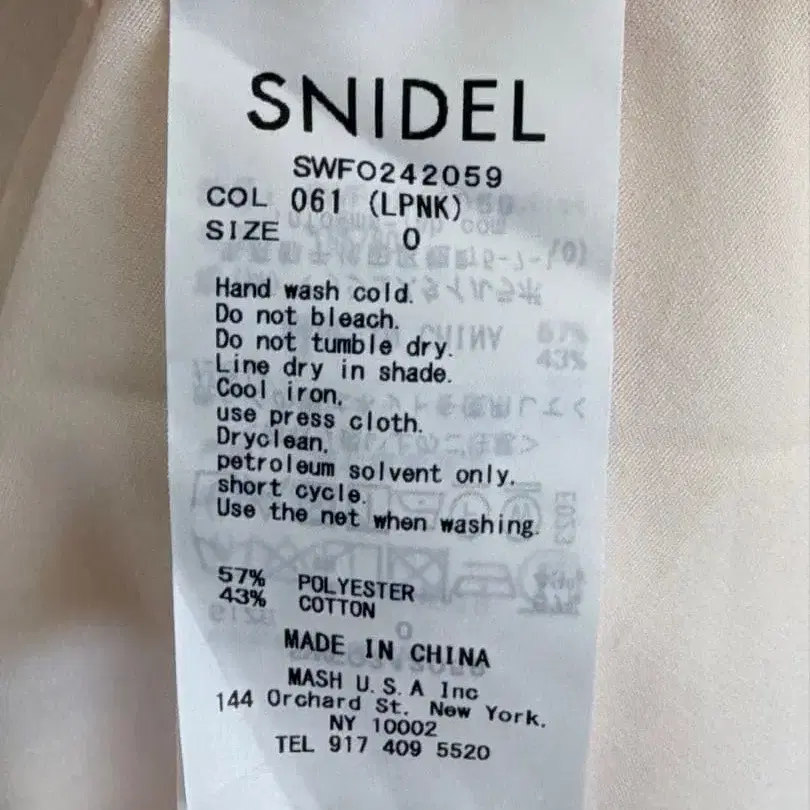 SNIDEL
SWFO242059
COL 061 (LPNK)
SIZE 0
Hand wash cold.
Do not bleach.
Do not tumble dry.
Line dry in shade.
Cool iron,
use press cloth.
Dryclean,
petroleum solvent only,
short cycle.
Use the net when washing.
57% POLYESTER
43% COTTON
MADE IN CHINA
MASH U.S.A Inc
144 Orchard St. New York.
NY 10002
TEL 917 409 5520